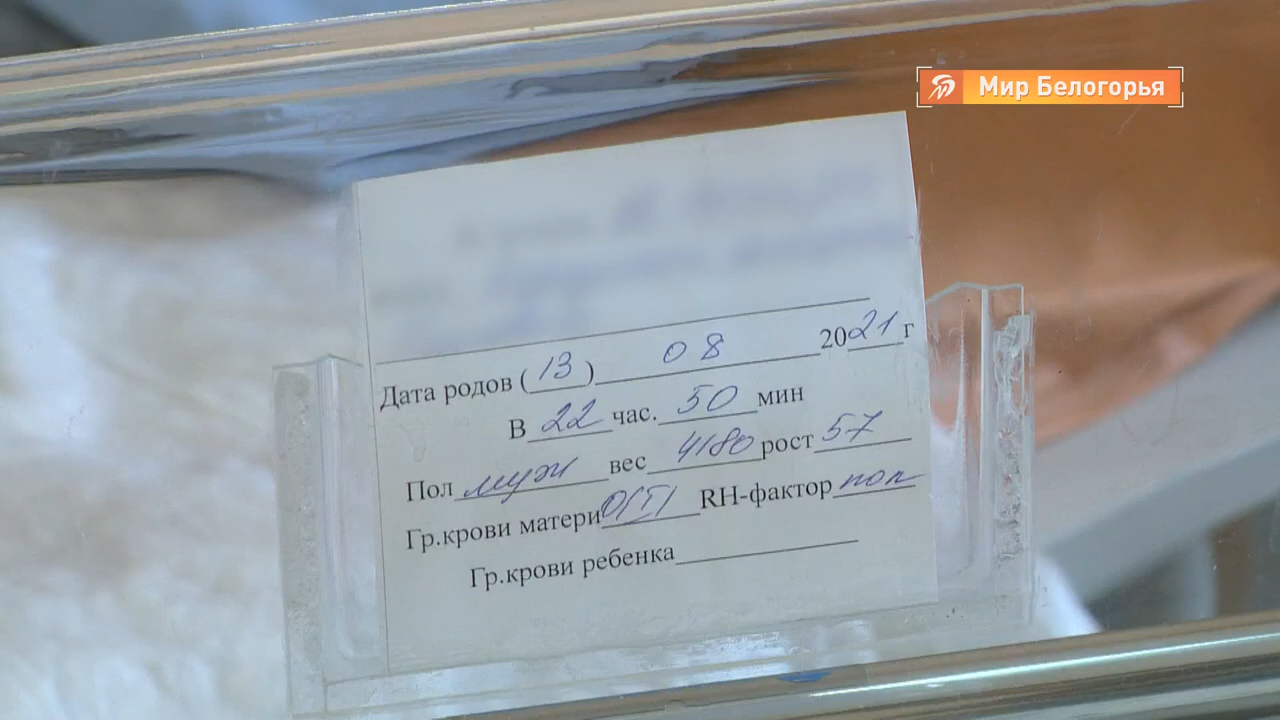 Мир Белогорья
Дата родов (13) 08 2021 г
В 22 час. 50 мин
Пол муж вес 4180 рост 57
Гр.крови матери O(I) RH-фактор пол
Гр.крови ребенка